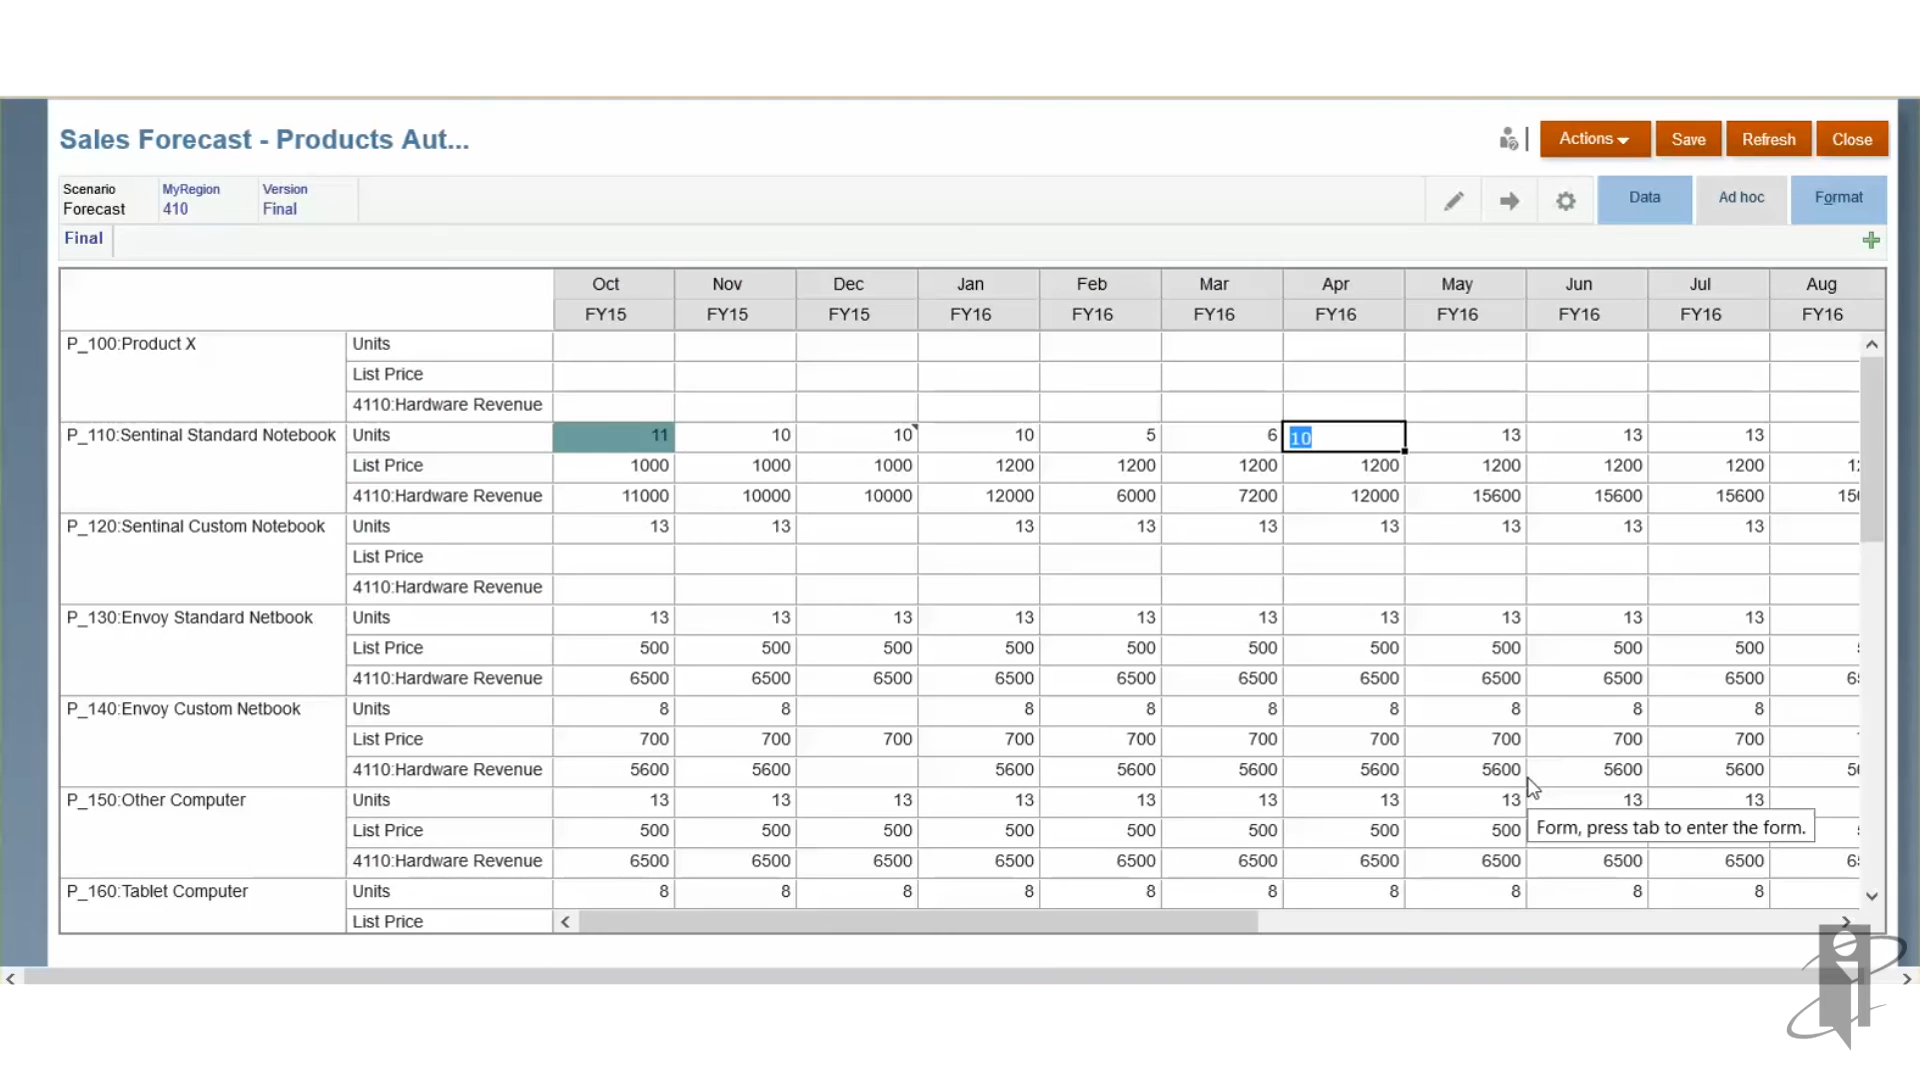 Sales Forecast - Products Aut...
Actions Save Refresh Close
Scenario MyRegion Version
Forecast 410 Final
Data Ad hoc Format
Final
Oct Nov Dec Jan Feb Mar Apr May Jun Jul Aug
FY15 FY15 FY15 FY16 FY16 FY16 FY16 FY16 FY16 FY16 FY16
P_100:Product X Units
List Price
4110:Hardware Revenue
P_110:Sentinal Standard Notebook Units 11 10 10 10 5 6 10 13 13 13
List Price 1000 1000 1000 1200 1200 1200 1200 1200 1200 1200
4110:Hardware Revenue 11000 10000 10000 12000 6000 7200 12000 15600 15600 15600
P_120:Sentinal Custom Notebook Units 13 13 13 13 13 13 13 13 13
List Price
4110:Hardware Revenue
P_130:Envoy Standard Netbook Units 13 13 13 13 13 13 13 13 13 13
List Price 500 500 500 500 500 500 500 500 500 500
4110:Hardware Revenue 6500 6500 6500 6500 6500 6500 6500 6500 6500 6500
P_140:Envoy Custom Netbook Units 8 8 8 8 8 8 8 8 8
List Price 700 700 700 700 700 700 700 700 700 700
4110:Hardware Revenue 5600 5600 5600 5600 5600 5600 5600 5600 5600
P_150:Other Computer Units 13 13 13 13 13 13 13 13 13 13
List Price 500 500 500 500 500 500 500 500
Form, press tab to enter the form.
4110:Hardware Revenue 6500 6500 6500 6500 6500 6500 6500 6500 6500 6500
P_160:Tablet Computer Units 8 8 8 8 8 8 8 8 8 8
List Price